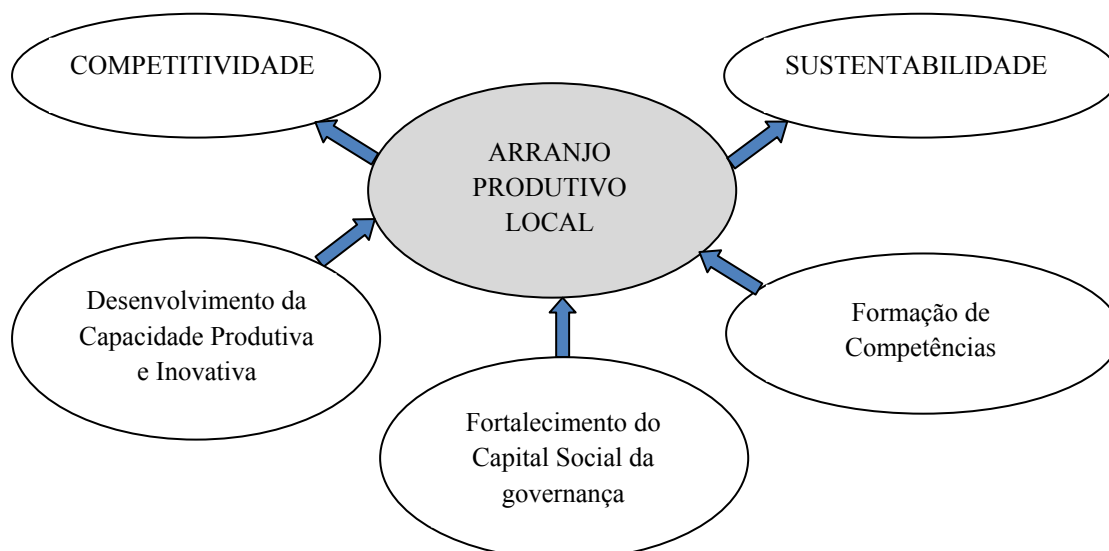 COMPETITIVIDADE
SUSTENTABILIDADE
ARRANJO
PRODUTIVO
LOCAL
Desenvolvimento da
Capacidade Produtiva
e Inovativa
Formação de
Competências
Fortalecimento do
Capital Social da
governança